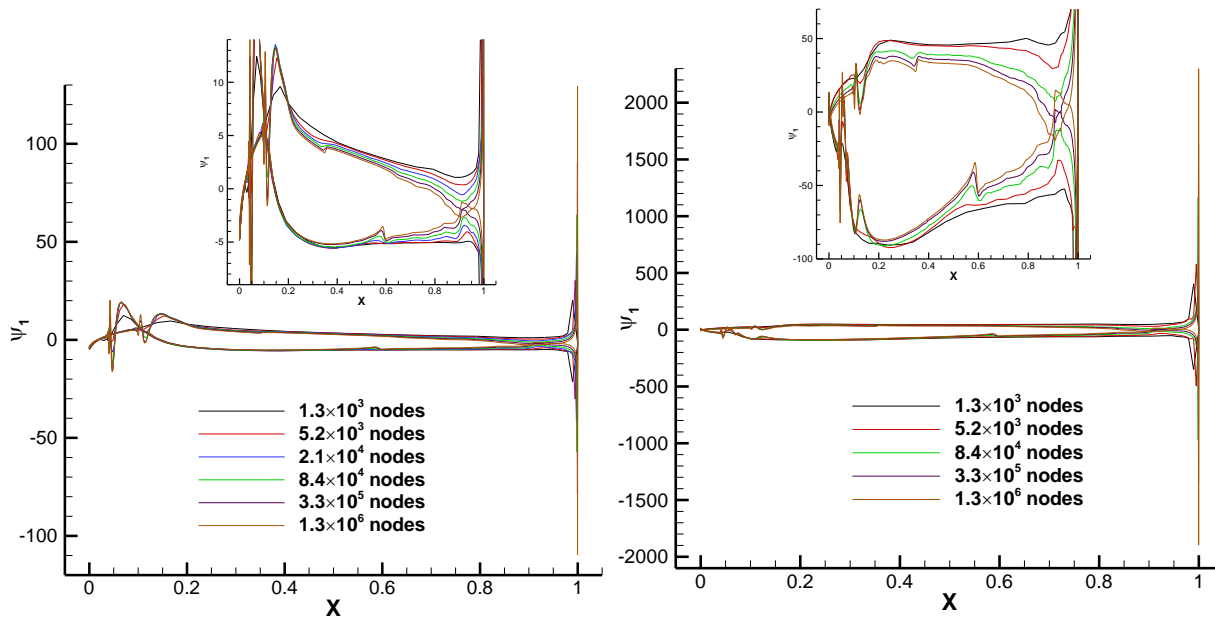 10
5
0
-5
ψ₁
0 0.2 0.4 0.6 0.8 1
X
100
50
0
-50
-100
ψ₁
1.3×10³ nodes
5.2×10³ nodes
2.1×10⁴ nodes
8.4×10⁴ nodes
3.3×10⁵ nodes
1.3×10⁶ nodes
0 0.2 0.4 0.6 0.8 1
X
50
0
-50
-100
ψ₁
0 0.2 0.4 0.6 0.8 1
X
2000
1500
1000
500
0
-500
-1000
-1500
-2000
ψ₁
1.3×10³ nodes
5.2×10³ nodes
8.4×10⁴ nodes
3.3×10⁵ nodes
1.3×10⁶ nodes
0 0.2 0.4 0.6 0.8 1
X